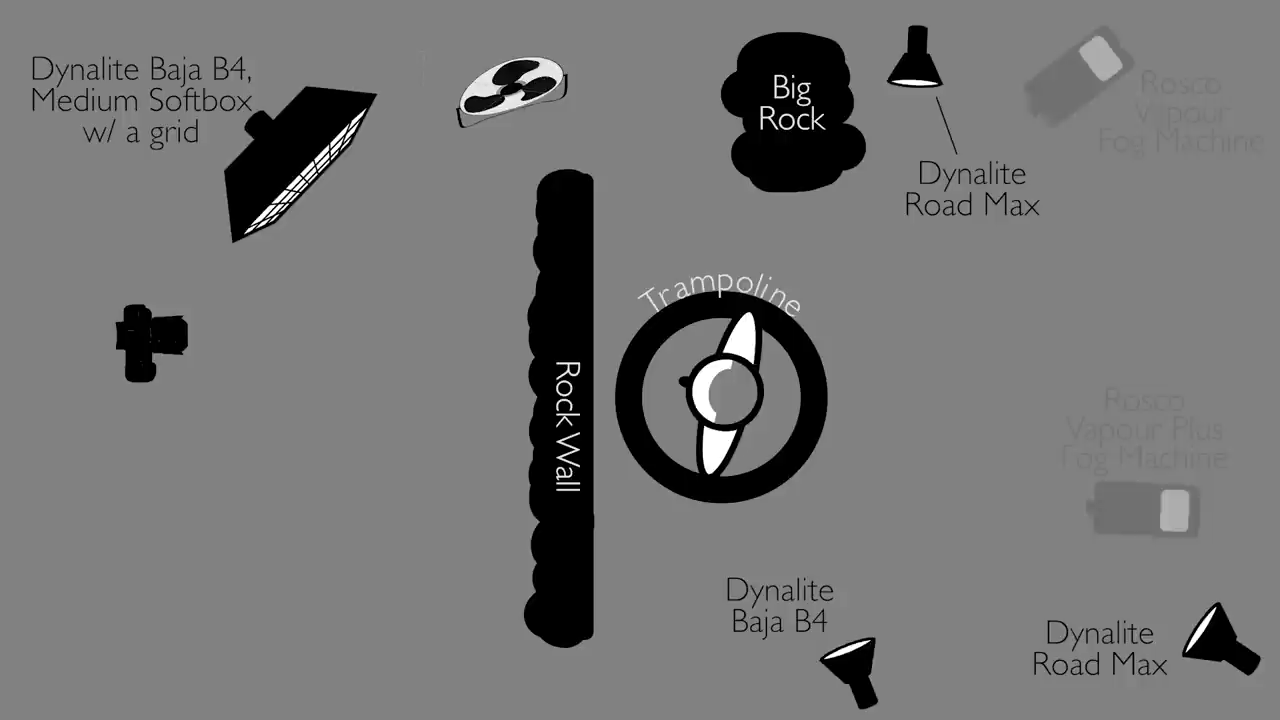 Dynalite Baja B4,
Medium Softbox
w/ a grid
Big
Rock
Dynalite
Road Max
Rosco
Vapour
Fog Machine
Trampoline
Rock Wall
Rosco
Vapour Plus
Fog Machine
Dynalite
Baja B4
Dynalite
Road Max